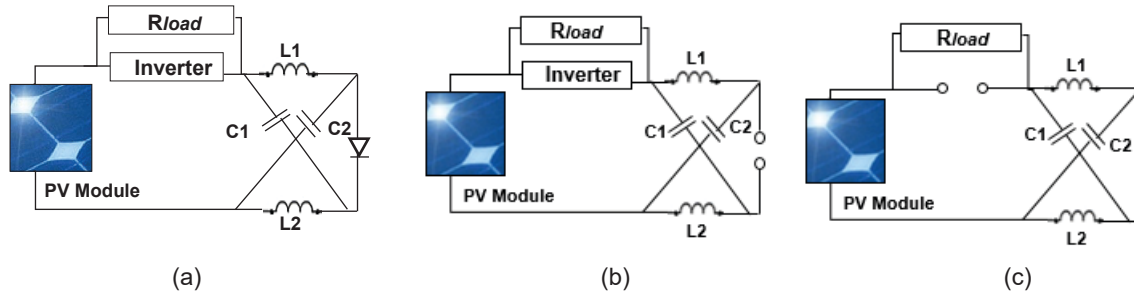 Rload
L1
Inverter
C1
C2
PV Module
L2
(a)
Rload
L1
Inverter
C1
C2
PV Module
L2
(b)
Rload
L1
C1
C2
PV Module
L2
(c)